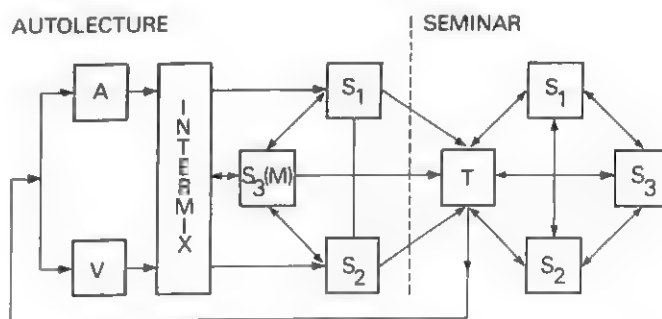 AUTOLECTURE
SEMINAR
A
V
INTERMIX
S1
S3(M)
S2
T
S1
S3
S2